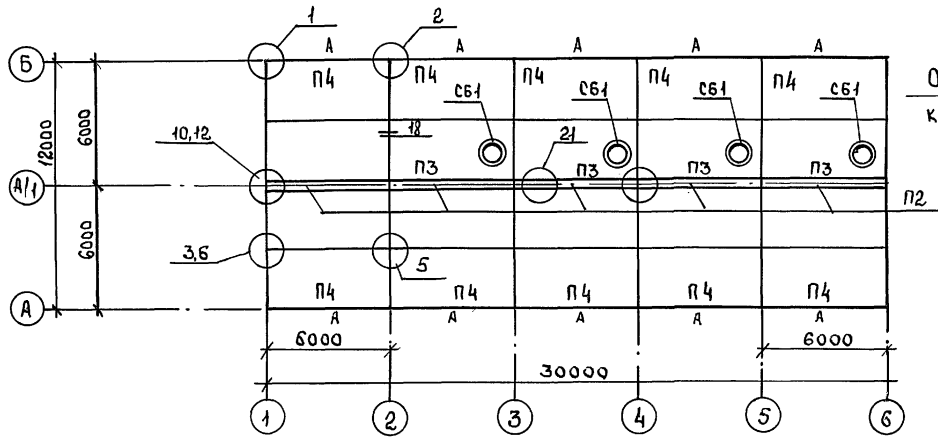 1 2
Б А А А А А
П4 П4 П4 П4 П4
СБ1 СБ1 СБ1 СБ1
О
к
12000 6000 10,12 18 21
А/1 П3 П3 П3 П3
П2
6000 3,6 5
А П4 П4 П4 П4 П4
А А А А А
6000 6000
30000
1 2 3 4 5 6